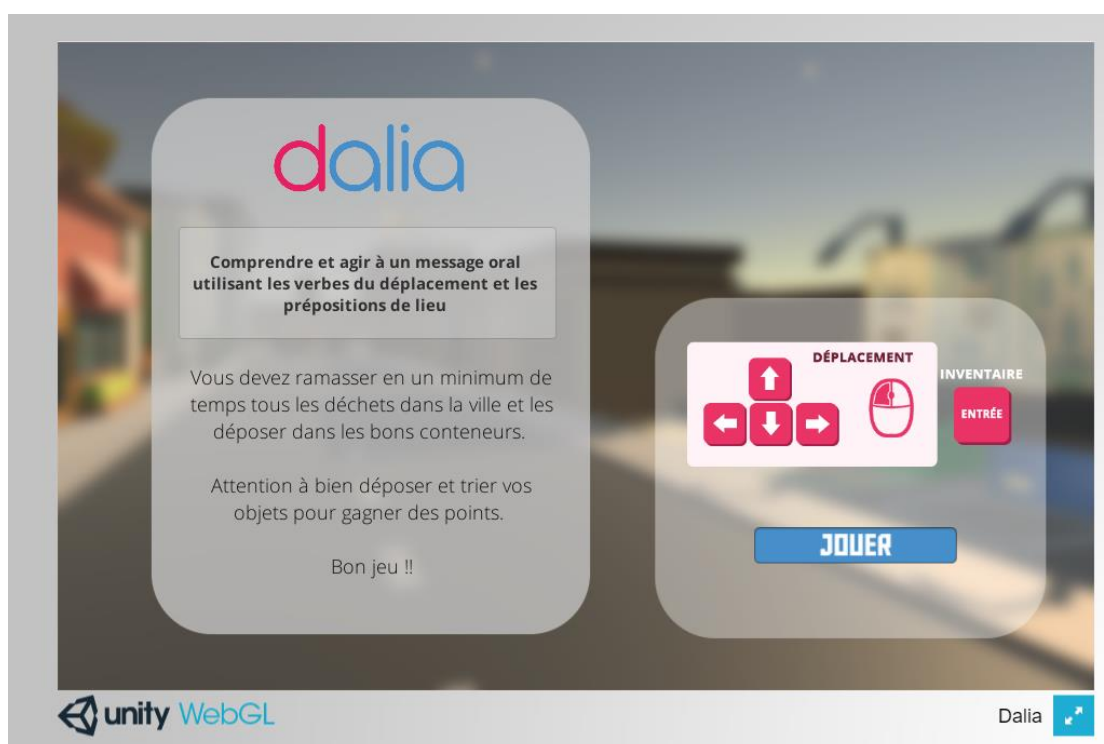 dalia
Comprendre et agir à un message oral
utilisant les verbes du déplacement et les
prépositions de lieu
Vous devez ramasser en un minimum de
temps tous les déchets dans la ville et les
déposer dans les bons conteneurs.
Attention à bien déposer et trier vos
objets pour gagner des points.
Bon jeu !!
DÉPLACEMENT
INVENTAIRE
ENTRÉE
JOUER
unity WebGL
Dalia